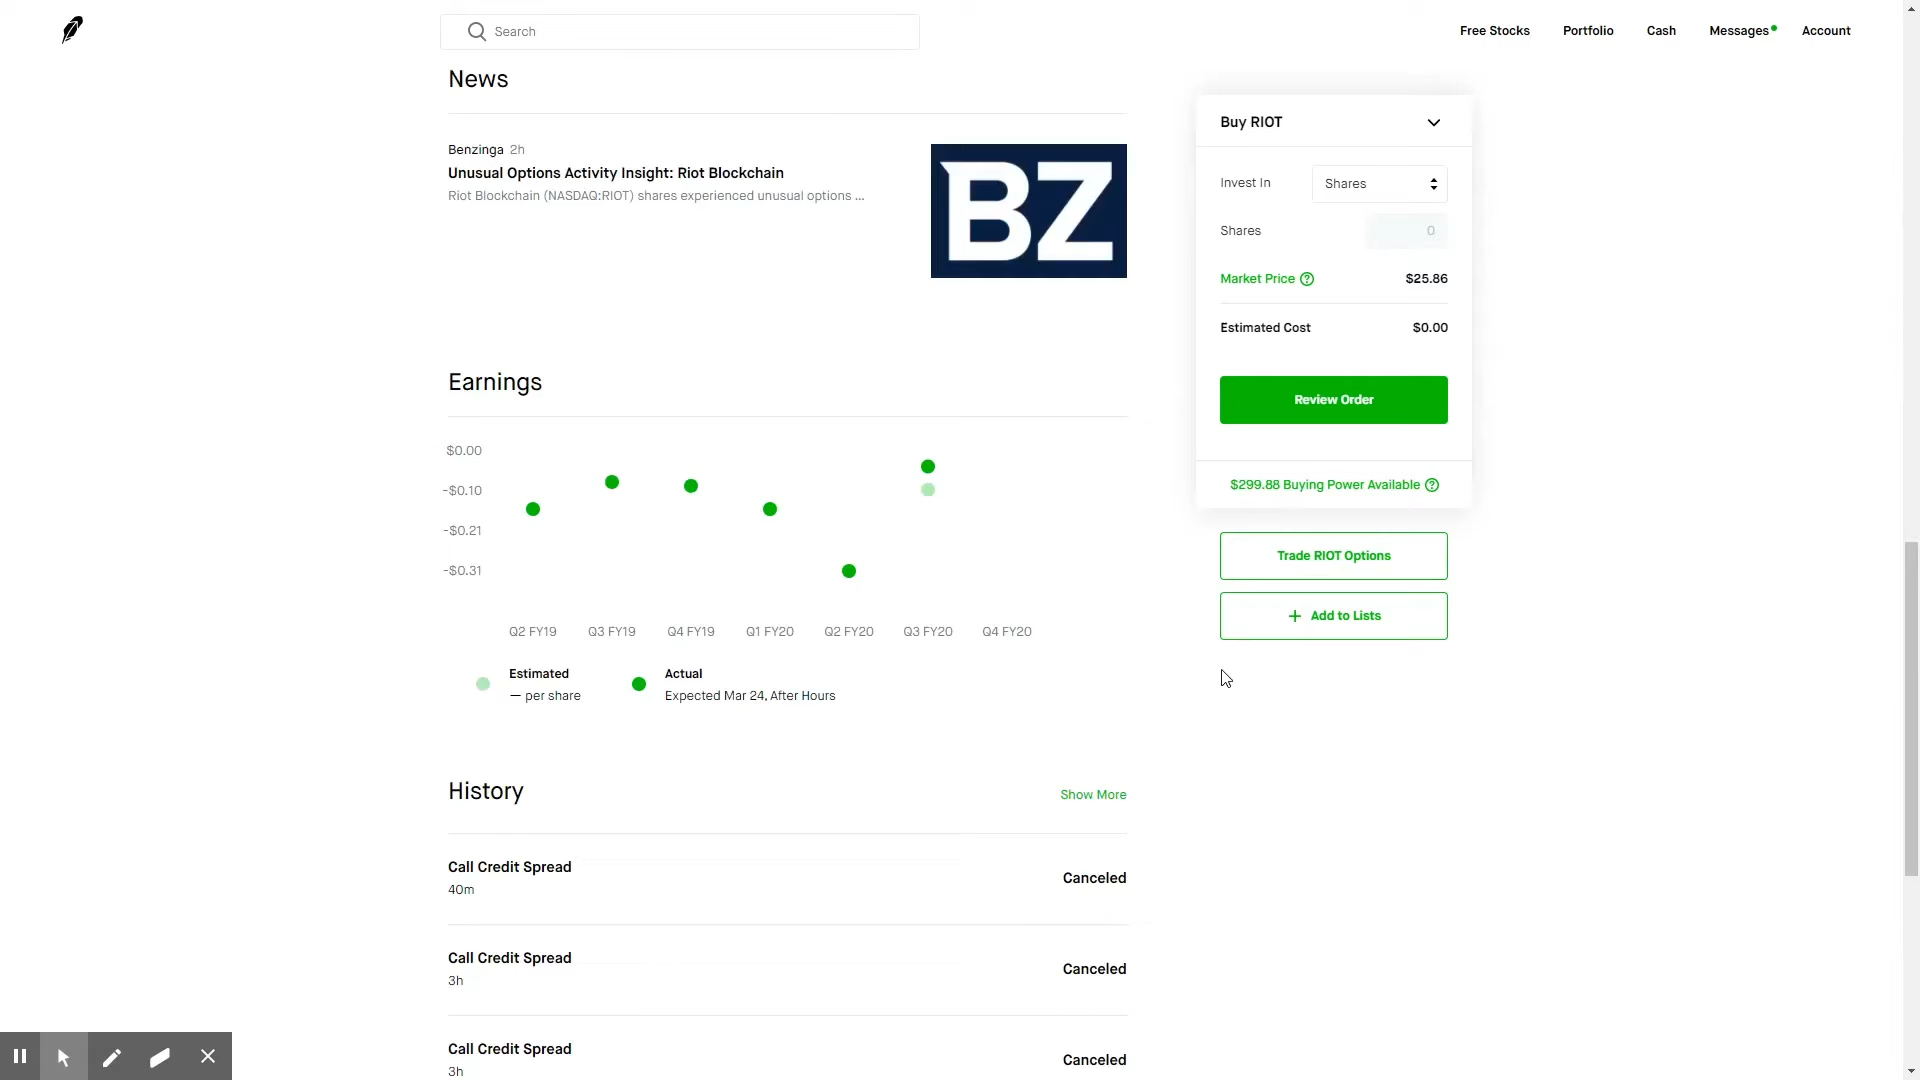 Search
Free Stocks
Portfolio
Cash
Messages
Account
News
Benzinga 2h
Unusual Options Activity Insight: Riot Blockchain
Riot Blockchain (NASDAQ:RIOT) shares experienced unusual options ...
BZ
Earnings
$0.00
-$0.10
-$0.21
-$0.31
Q2 FY19
Q3 FY19
Q4 FY19
Q1 FY20
Q2 FY20
Q3 FY20
Q4 FY20
Estimated
— per share
Actual
Expected Mar 24, After Hours
History
Show More
Call Credit Spread
40m
Canceled
Call Credit Spread
3h
Canceled
Call Credit Spread
3h
Canceled
Buy RIOT
Invest In
Shares
Shares
0
Market Price ?
$25.86
Estimated Cost
$0.00
Review Order
$299.88 Buying Power Available ?
Trade RIOT Options
+ Add to Lists